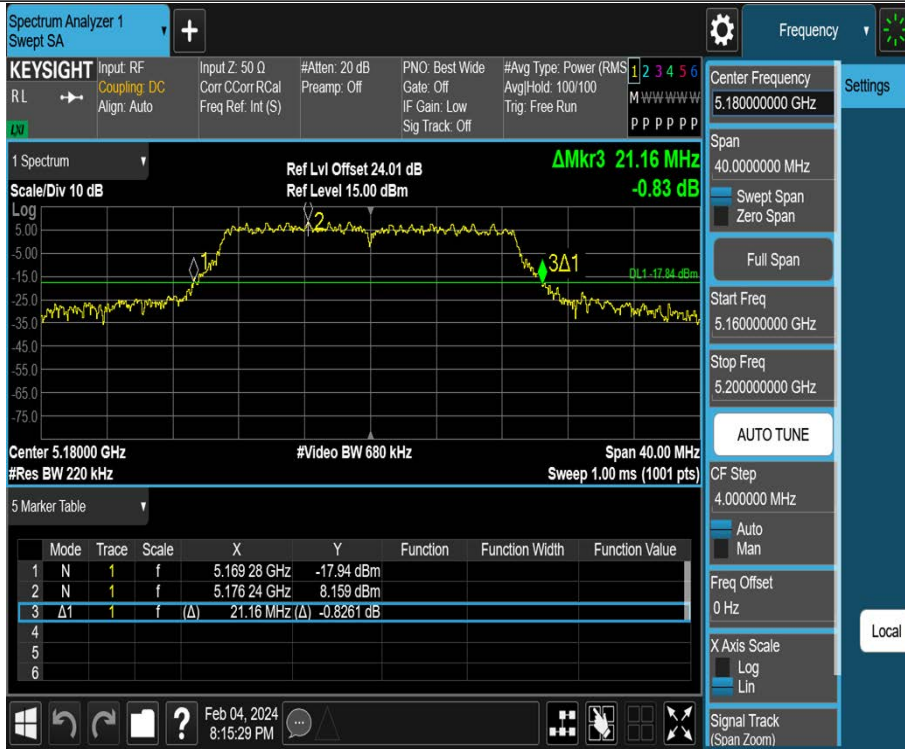 Spectrum Analyzer 1
Swept SA
+
Frequency
KEYSIGHT
RL
LXI
Input: RF
Coupling: DC
Align: Auto
Input Z: 50 Ω
Corr CCorr RCal
Freq Ref: Int (S)
#Atten: 20 dB
Preamp: Off
PNO: Best Wide
Gate: Off
IF Gain: Low
Sig Track: Off
#Avg Type: Power (RMS
Avg|Hold: 100/100
Trig: Free Run
1 2 3 4 5 6
M W W W W W
P P P P P P
1 Spectrum
Scale/Div 10 dB
Ref Lvl Offset 24.01 dB
Ref Level 15.00 dBm
ΔMkr3 21.16 MHz
-0.83 dB
Log
5.00
-5.00
-15.0
-25.0
-35.0
-45.0
-55.0
-65.0
-75.0
1
2
3Δ1
DL1 -17.84 dBm
Center 5.18000 GHz
#Res BW 220 kHz
#Video BW 680 kHz
Span 40.00 MHz
Sweep 1.00 ms (1001 pts)
5 Marker Table
Mode Trace Scale X Y Function Function Width Function Value
1 N 1 f 5.169 28 GHz -17.94 dBm
2 N 1 f 5.176 24 GHz 8.159 dBm
3 Δ1 1 f (Δ) 21.16 MHz (Δ) -0.8261 dB
4
5
6
?
Feb 04, 2024
8:15:29 PM
Center Frequency
5.180000000 GHz
Settings
Span
40.0000000 MHz
Swept Span
Zero Span
Full Span
Start Freq
5.160000000 GHz
Stop Freq
5.200000000 GHz
AUTO TUNE
CF Step
4.000000 MHz
Auto
Man
Freq Offset
0 Hz
Local
X Axis Scale
Log
Lin
Signal Track
(Span Zoom)